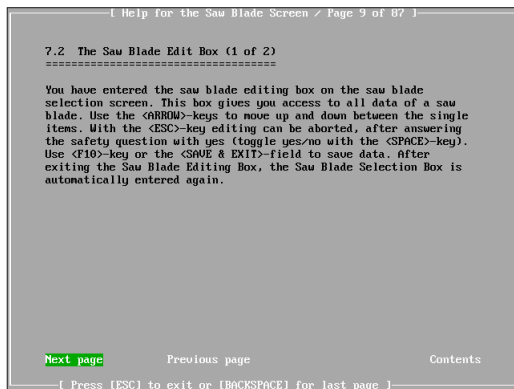 [ Help for the Saw Blade Screen / Page 9 of 87 ]
7.2 The Saw Blade Edit Box (1 of 2)
====================================
You have entered the saw blade editing box on the saw blade
selection screen. This box gives you access to all data of a saw
blade. Use the <ARROW>-keys to move up and down between the single
items. With the <ESC>-key editing can be aborted, after answering
the safety question with yes (toggle yes/no with the <SPACE>-key).
Use <F10>-key or the <SAVE & EXIT>-field to save data. After
exiting the Saw Blade Editing Box, the Saw Blade Selection Box is
automatically entered again.
Next page Previous page Contents
[ Press [ESC] to exit or [BACKSPACE] for last page ]